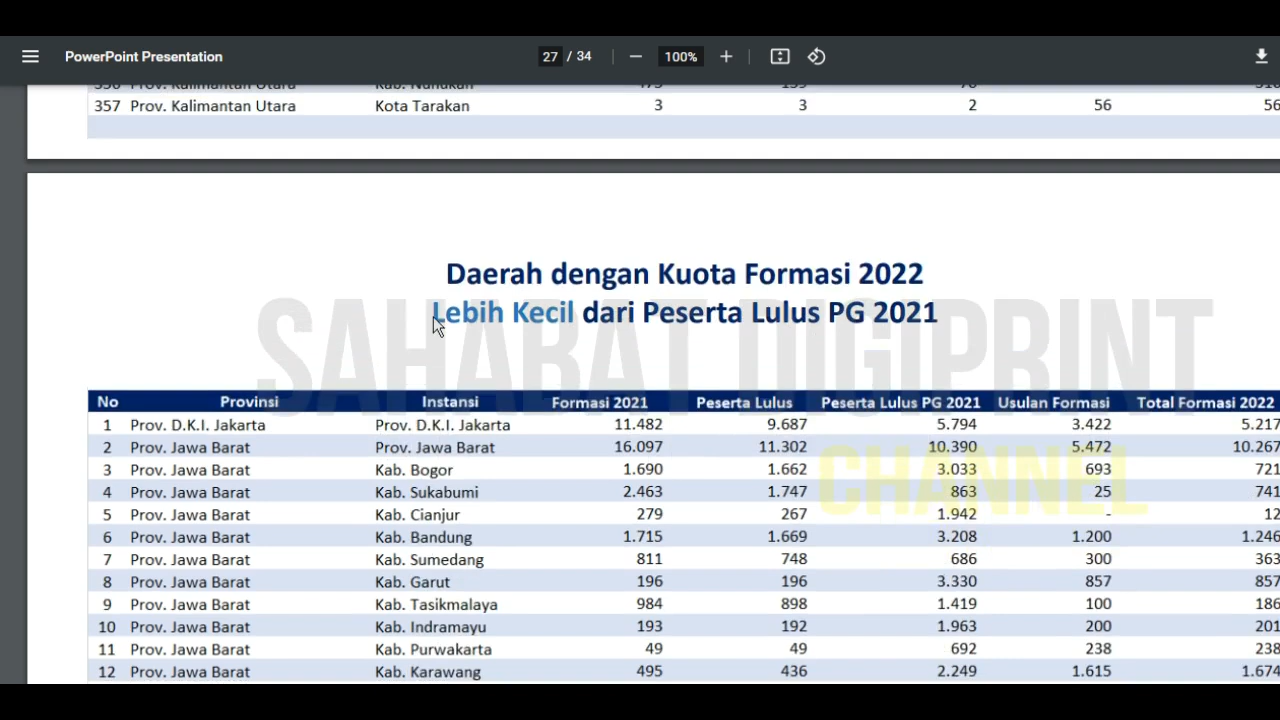 PowerPoint Presentation
27 / 34
100%
Prov. Kalimantan Utara
357 Prov. Kalimantan Utara Kota Tarakan 3 3 2 56 56
Daerah dengan Kuota Formasi 2022
Lebih Kecil dari Peserta Lulus PG 2021
SAHABAT DIGIPRINT
CHANNEL
No Provinsi Instansi Formasi 2021 Peserta Lulus Peserta Lulus PG 2021 Usulan Formasi Total Formasi 2022
1 Prov. D.K.I. Jakarta Prov. D.K.I. Jakarta 11.482 9.687 5.794 3.422 5.217
2 Prov. Jawa Barat Prov. Jawa Barat 16.097 11.302 10.390 5.472 10.267
3 Prov. Jawa Barat Kab. Bogor 1.690 1.662 3.033 693 721
4 Prov. Jawa Barat Kab. Sukabumi 2.463 1.747 863 25 741
5 Prov. Jawa Barat Kab. Cianjur 279 267 1.942 - 12
6 Prov. Jawa Barat Kab. Bandung 1.715 1.669 3.208 1.200 1.246
7 Prov. Jawa Barat Kab. Sumedang 811 748 686 300 363
8 Prov. Jawa Barat Kab. Garut 196 196 3.330 857 857
9 Prov. Jawa Barat Kab. Tasikmalaya 984 898 1.419 100 186
10 Prov. Jawa Barat Kab. Indramayu 193 192 1.963 200 201
11 Prov. Jawa Barat Kab. Purwakarta 49 49 692 238 238
12 Prov. Jawa Barat Kab. Karawang 495 436 2.249 1.615 1.674